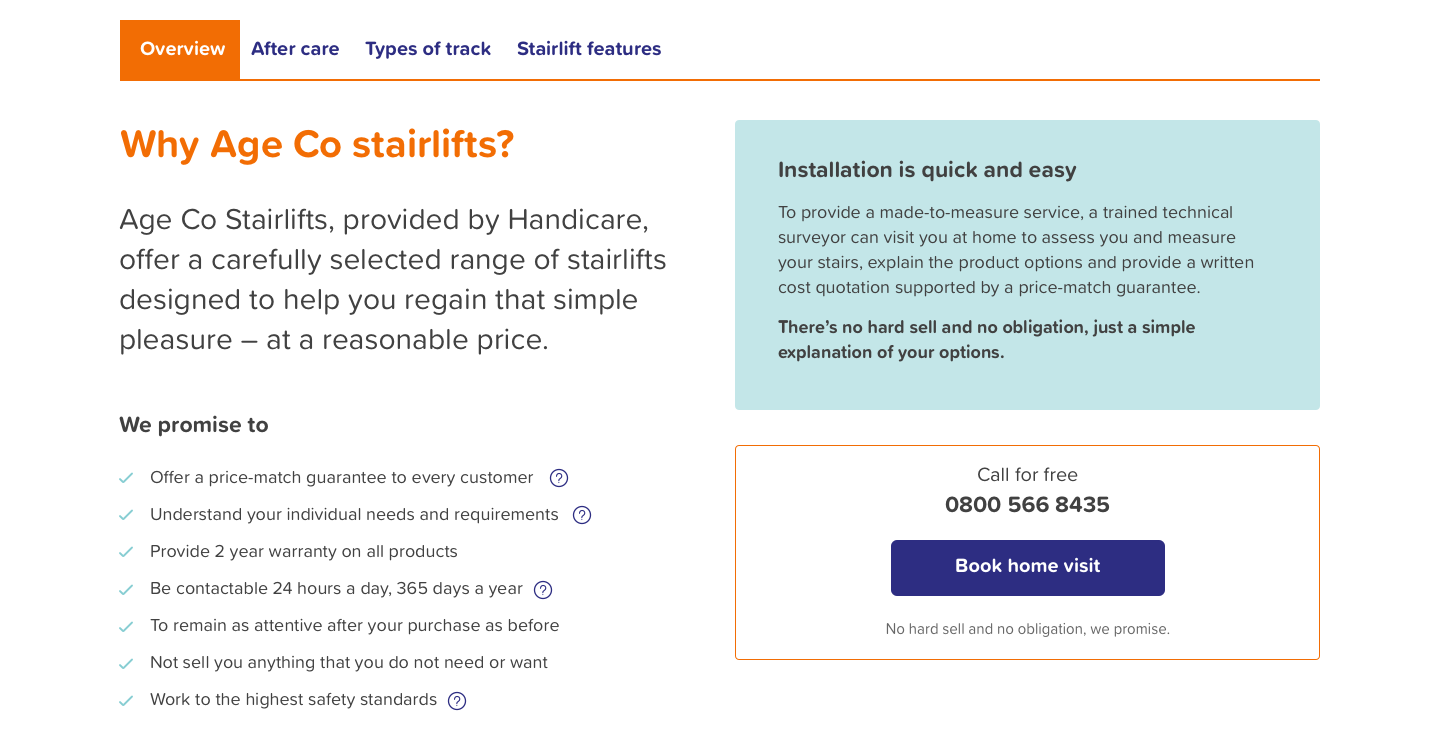 Overview After care Types of track Stairlift features
Why Age Co stairlifts?
Age Co Stairlifts, provided by Handicare,
offer a carefully selected range of stairlifts
designed to help you regain that simple
pleasure – at a reasonable price.
We promise to
Offer a price-match guarantee to every customer ?
Understand your individual needs and requirements ?
Provide 2 year warranty on all products
Be contactable 24 hours a day, 365 days a year ?
To remain as attentive after your purchase as before
Not sell you anything that you do not need or want
Work to the highest safety standards ?
Installation is quick and easy
To provide a made-to-measure service, a trained technical
surveyor can visit you at home to assess you and measure
your stairs, explain the product options and provide a written
cost quotation supported by a price-match guarantee.
There’s no hard sell and no obligation, just a simple
explanation of your options.
Call for free
0800 566 8435
Book home visit
No hard sell and no obligation, we promise.